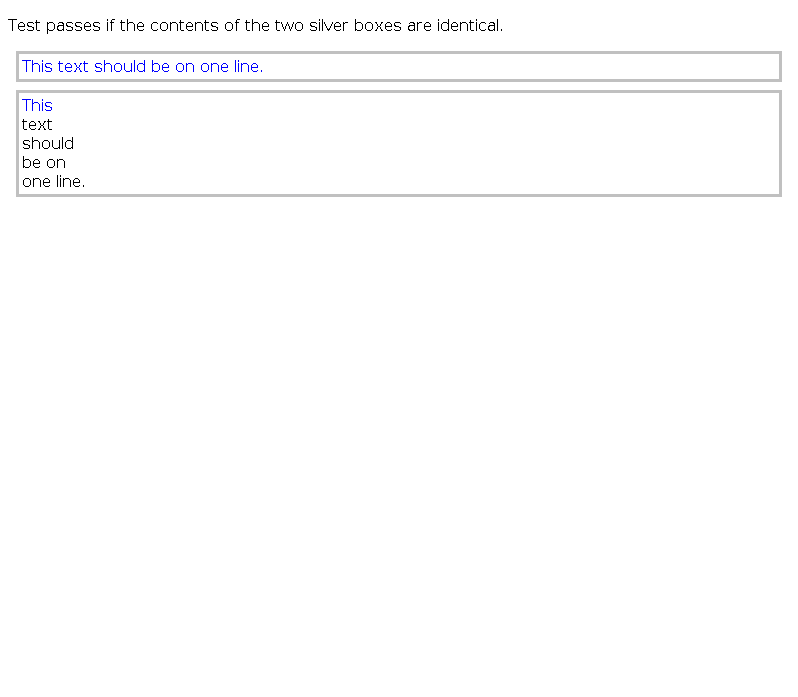 Test passes if the contents of the two silver boxes are identical.
This text should be on one line.
This
text
should
be on
one line.